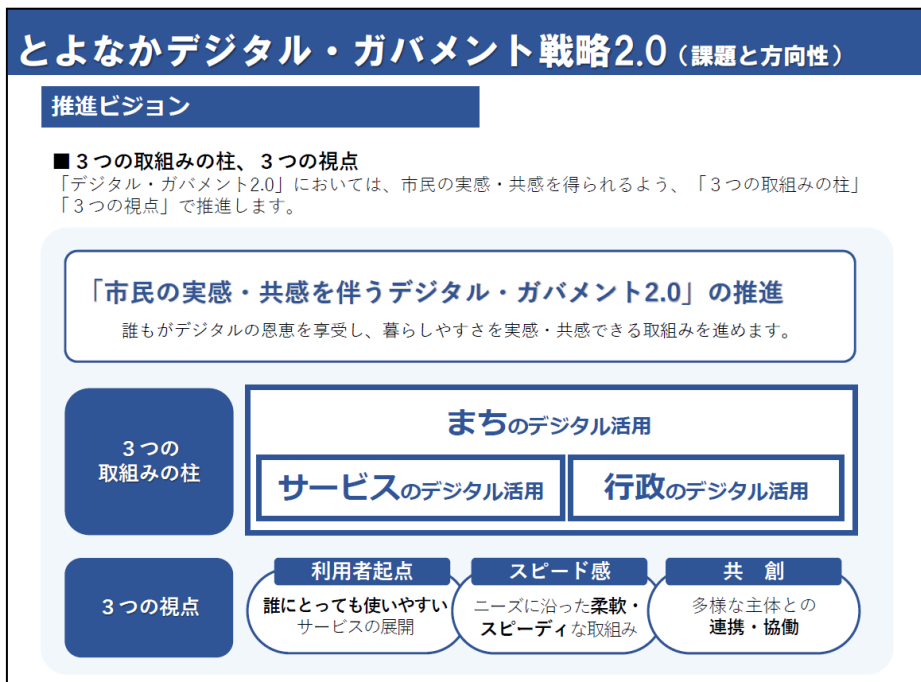 とよなかデジタル・ガバメント戦略2.0（課題と方向性）
推進ビジョン
■３つの取組みの柱、３つの視点
「デジタル・ガバメント2.0」においては、市民の実感・共感を得られるよう、「３つの取組みの柱」
「３つの視点」で推進します。
「市民の実感・共感を伴うデジタル・ガバメント2.0」の推進
誰もがデジタルの恩恵を享受し、暮らしやすさを実感・共感できる取組みを進めます。
３つの
取組みの柱
まちのデジタル活用
サービスのデジタル活用
行政のデジタル活用
３つの視点
利用者起点
誰にとっても使いやすい
サービスの展開
スピード感
ニーズに沿った柔軟・
スピーディな取組み
共　創
多様な主体との
連携・協働